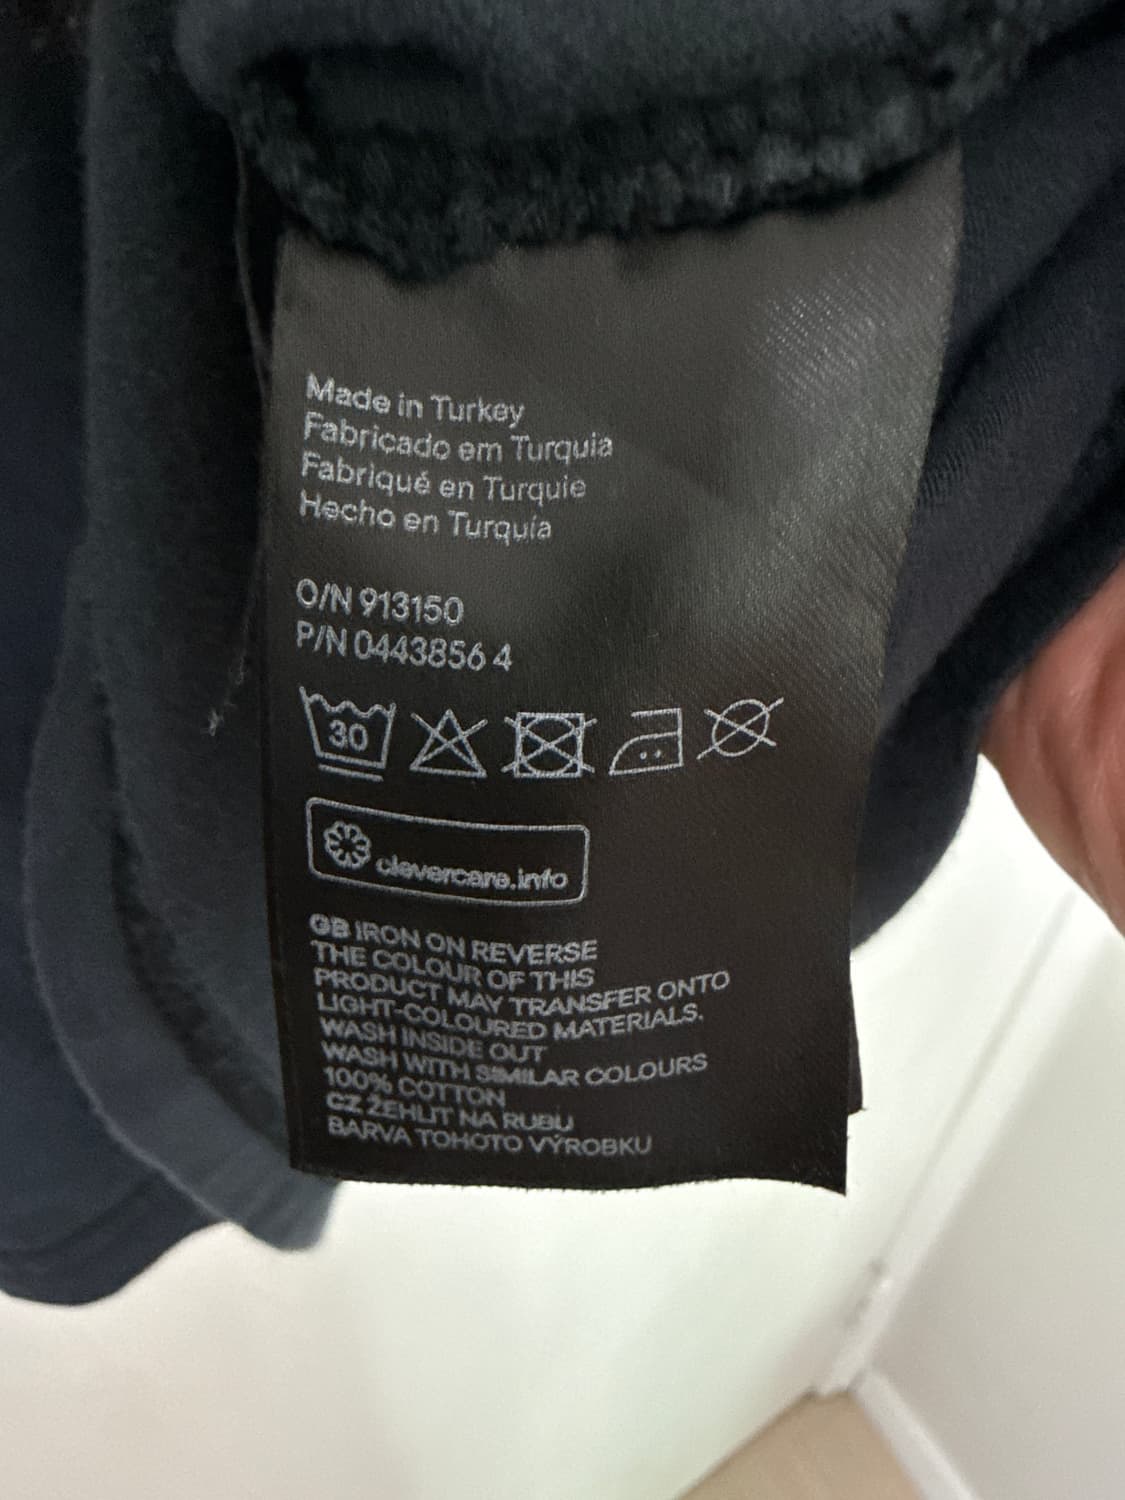 Made in Turkey
Fabricado em Turquia
Fabriqué en Turquie
Hecho en Turquía
O/N 913150
P/N 0443856 4
30
clevercare.info
GB IRON ON REVERSE
THE COLOUR OF THIS
PRODUCT MAY TRANSFER ONTO
LIGHT-COLOURED MATERIALS.
WASH INSIDE OUT
WASH WITH SIMILAR COLOURS
100% COTTON
CZ ŽEHLIT NA RUBU
BARVA TOHOTO VÝROBKU